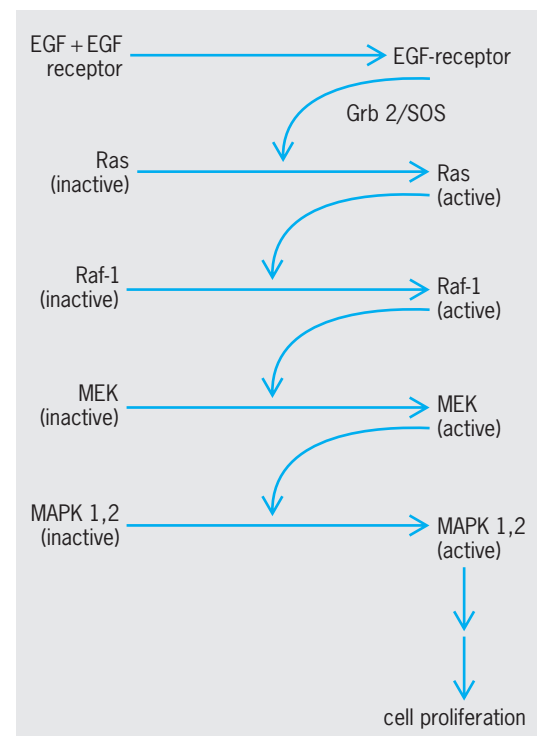 EGF + EGF
receptor
EGF-receptor
Grb 2/SOS
Ras
(inactive)
Ras
(active)
Raf-1
(inactive)
Raf-1
(active)
MEK
(inactive)
MEK
(active)
MAPK 1,2
(inactive)
MAPK 1,2
(active)
cell proliferation